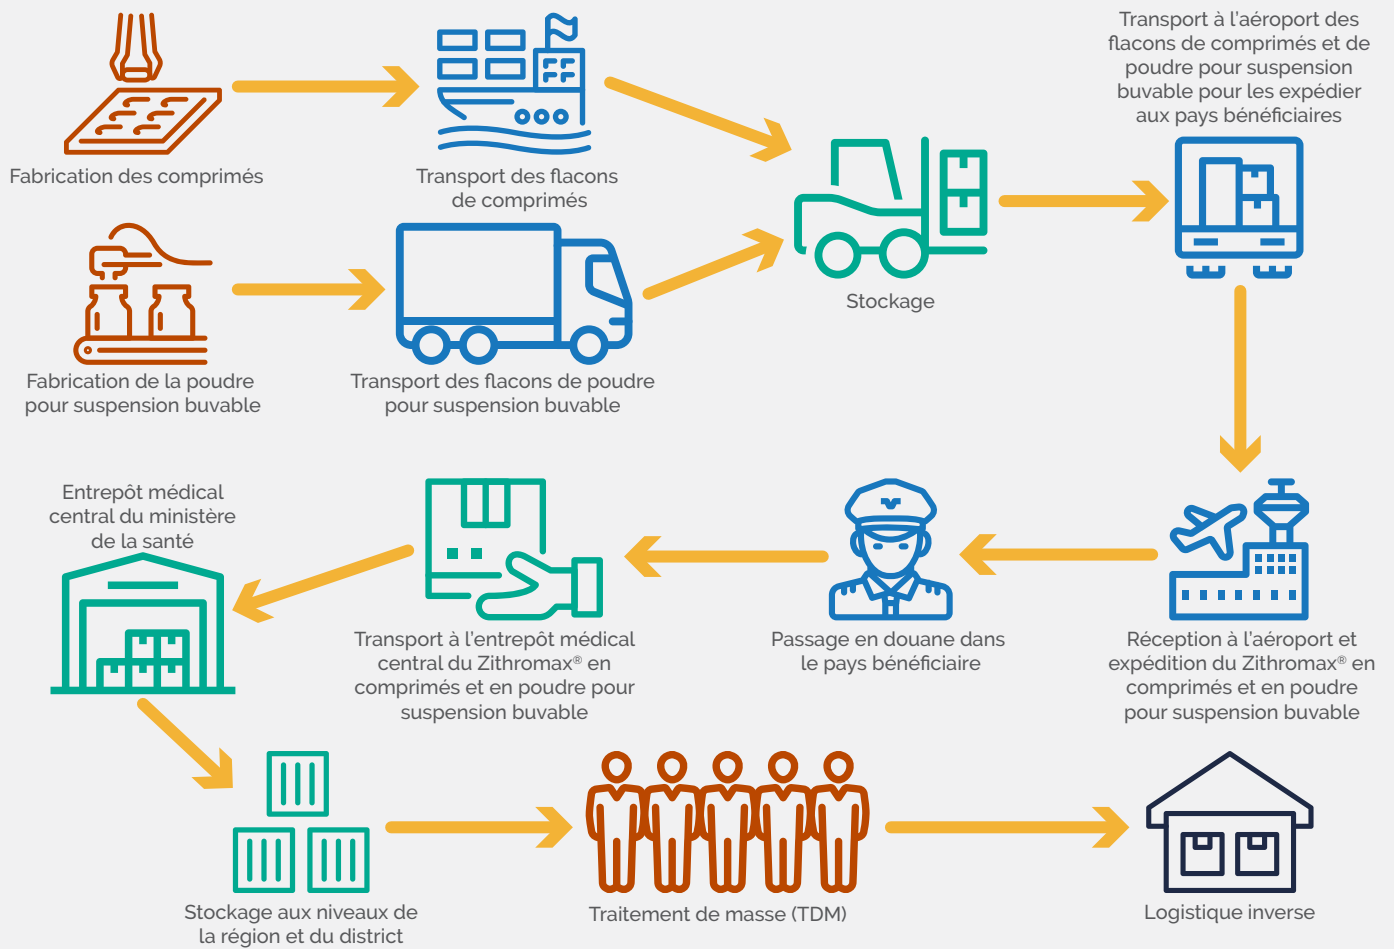 Fabrication des comprimés
Transport des flacons
de comprimés
Transport à l'aéroport des
flacons de comprimés et de
poudre pour suspension
buvable pour les expédier
aux pays bénéficiaires
Stockage
Fabrication de la poudre
pour suspension buvable
Transport des flacons de poudre
pour suspension buvable
Réception à l'aéroport et
expédition du Zithromax® en
comprimés et en poudre
pour suspension buvable
Passage en douane dans
le pays bénéficiaire
Transport à l'entrepôt médical
central du Zithromax® en
comprimés et en poudre pour
suspension buvable
Entrepôt médical
central du ministère
de la santé
Stockage aux niveaux de
la région et du district
Traitement de masse (TDM)
Logistique inverse